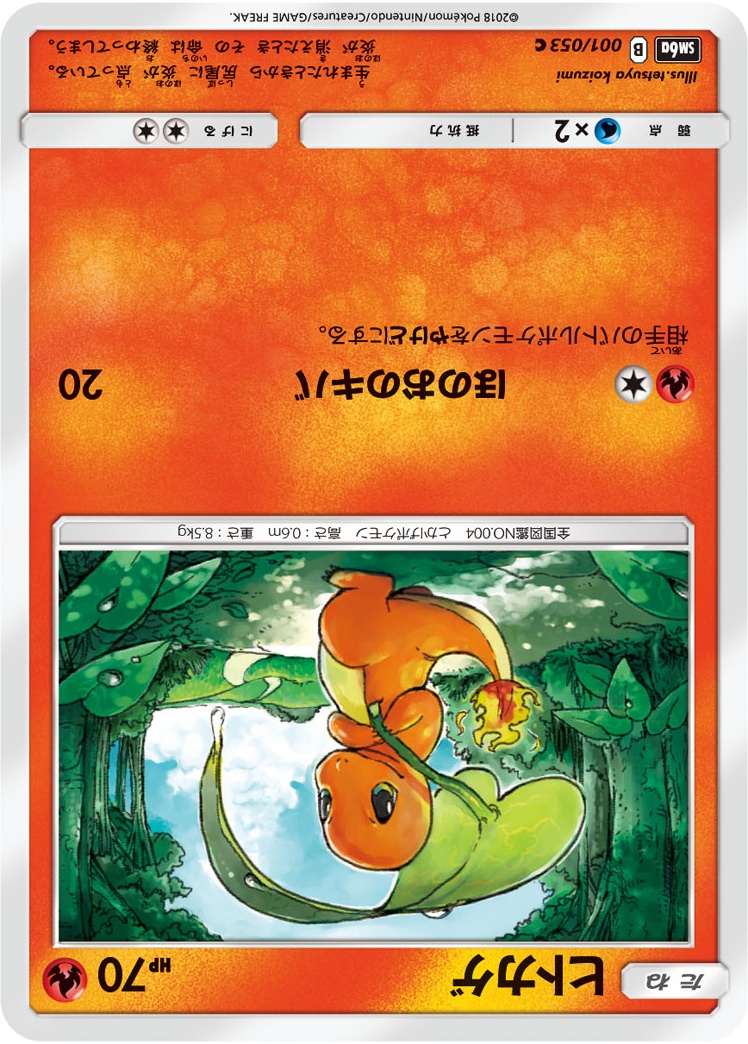 たね ヒトカゲ HP 70
全国図鑑NO.004 とかげポケモン 高さ：0.6m 重さ：8.5kg
ほのおのキバ 20
相手のバトルポケモンをやけどにする。
弱点 ×2 抵抗力 にげる
Illus.tetsuya koizumi
SM6a B 001/053 C
生まれたときから 尻尾に 炎が 点っている。
炎が 消えたとき その 命は 終わってしまう。
©2018 Pokémon/Nintendo/Creatures/GAME FREAK.